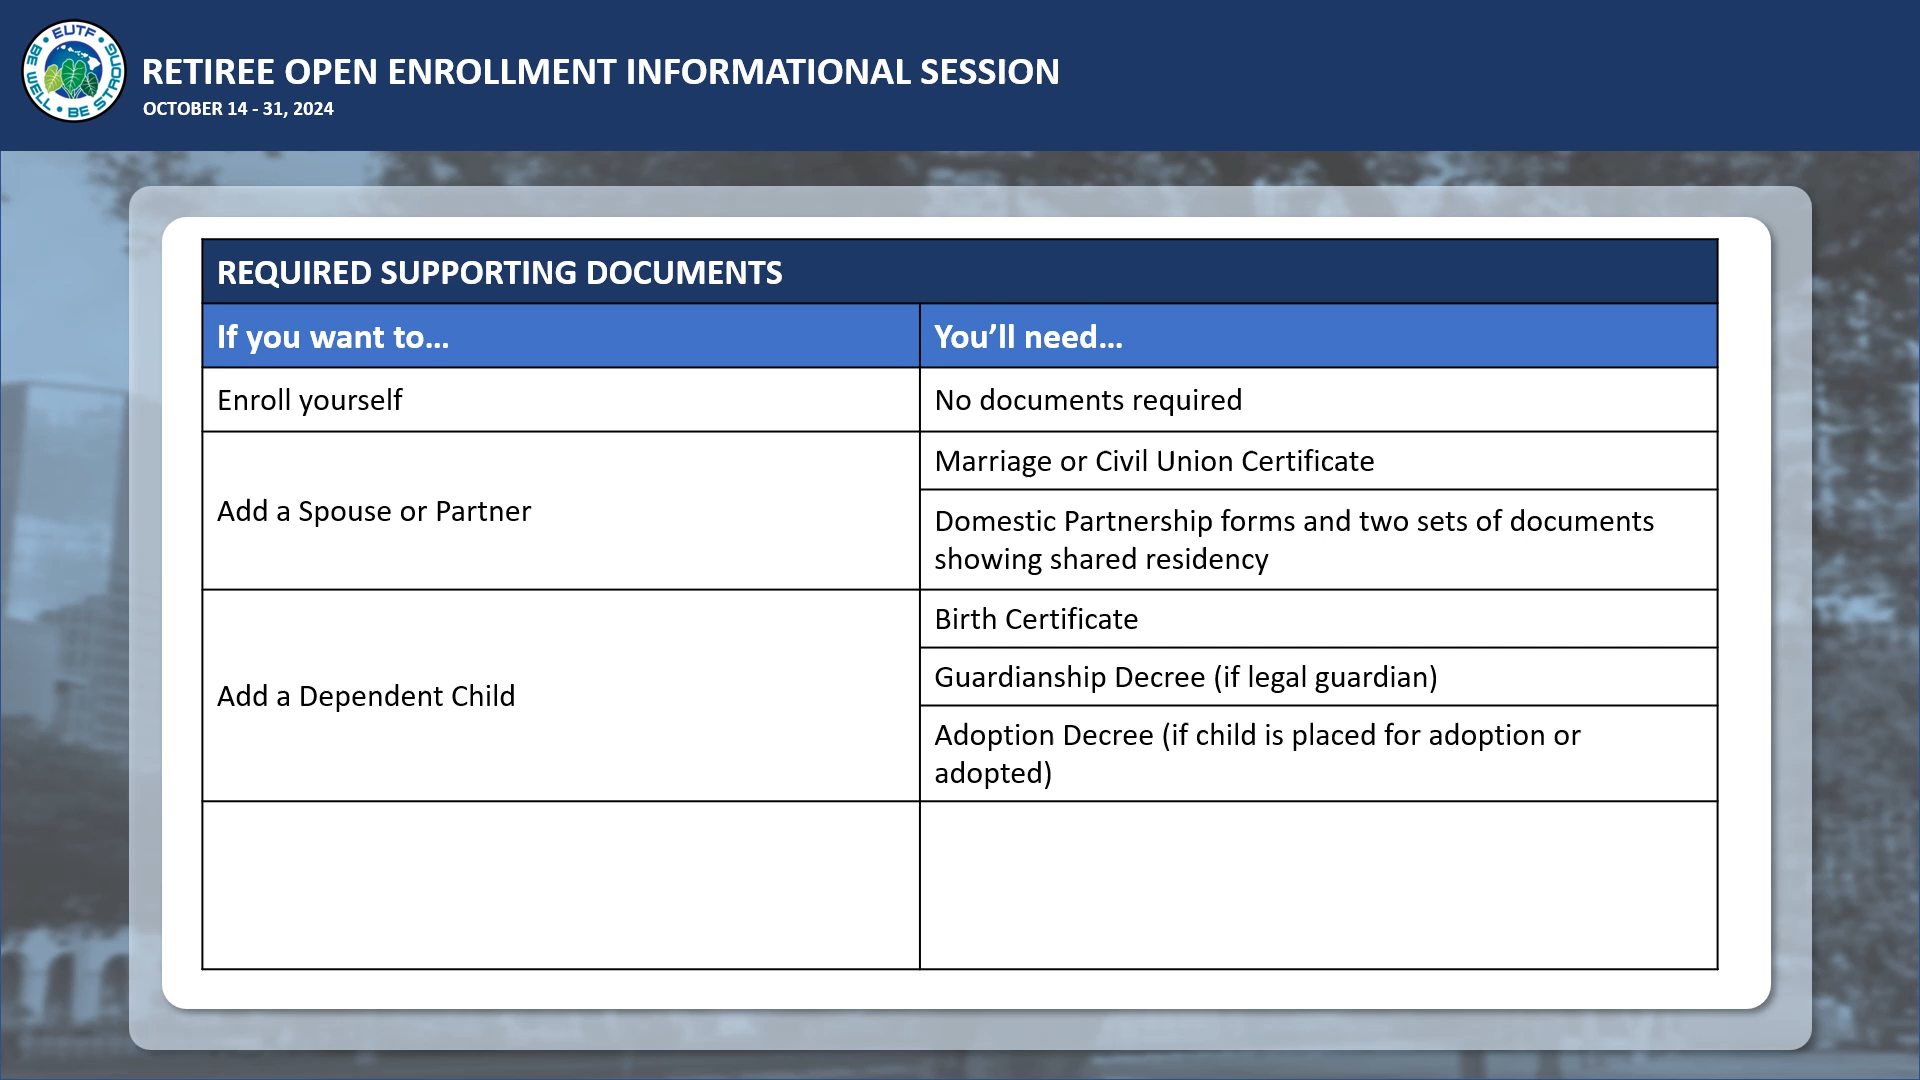 EUTF
BE WELL • BE STRONG
RETIREE OPEN ENROLLMENT INFORMATIONAL SESSION
OCTOBER 14 - 31, 2024
REQUIRED SUPPORTING DOCUMENTS
If you want to…
You’ll need…
Enroll yourself
No documents required
Add a Spouse or Partner
Marriage or Civil Union Certificate
Domestic Partnership forms and two sets of documents
showing shared residency
Add a Dependent Child
Birth Certificate
Guardianship Decree (if legal guardian)
Adoption Decree (if child is placed for adoption or
adopted)